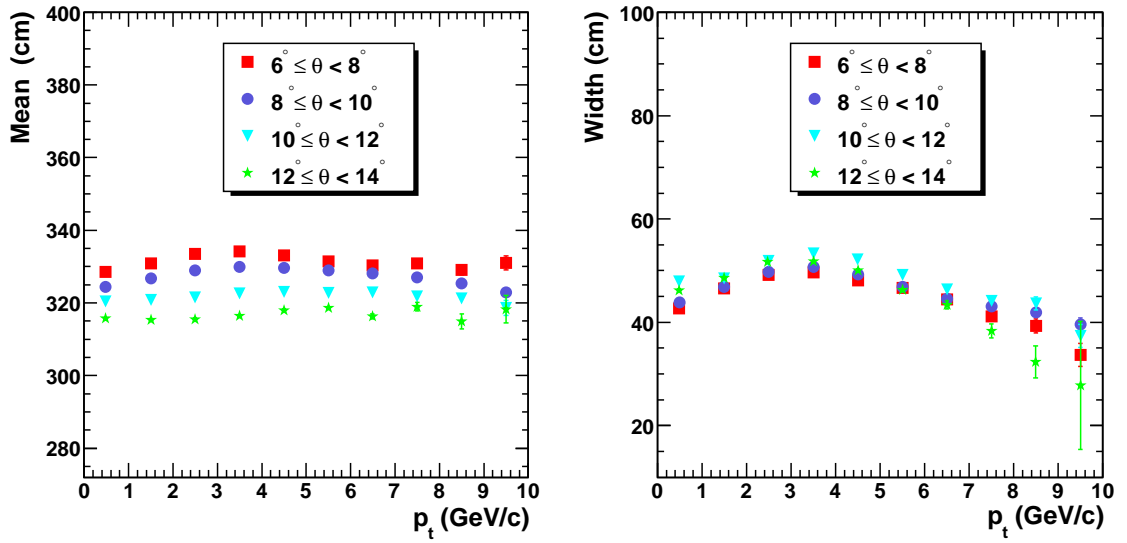 Mean (cm)
400
380
360
340
320
300
280
0 1 2 3 4 5 6 7 8 9 10
p_t (GeV/c)
6° ≤ θ < 8°
8° ≤ θ < 10°
10° ≤ θ < 12°
12° ≤ θ < 14°
Width (cm)
100
80
60
40
20
0 1 2 3 4 5 6 7 8 9 10
p_t (GeV/c)
6° ≤ θ < 8°
8° ≤ θ < 10°
10° ≤ θ < 12°
12° ≤ θ < 14°